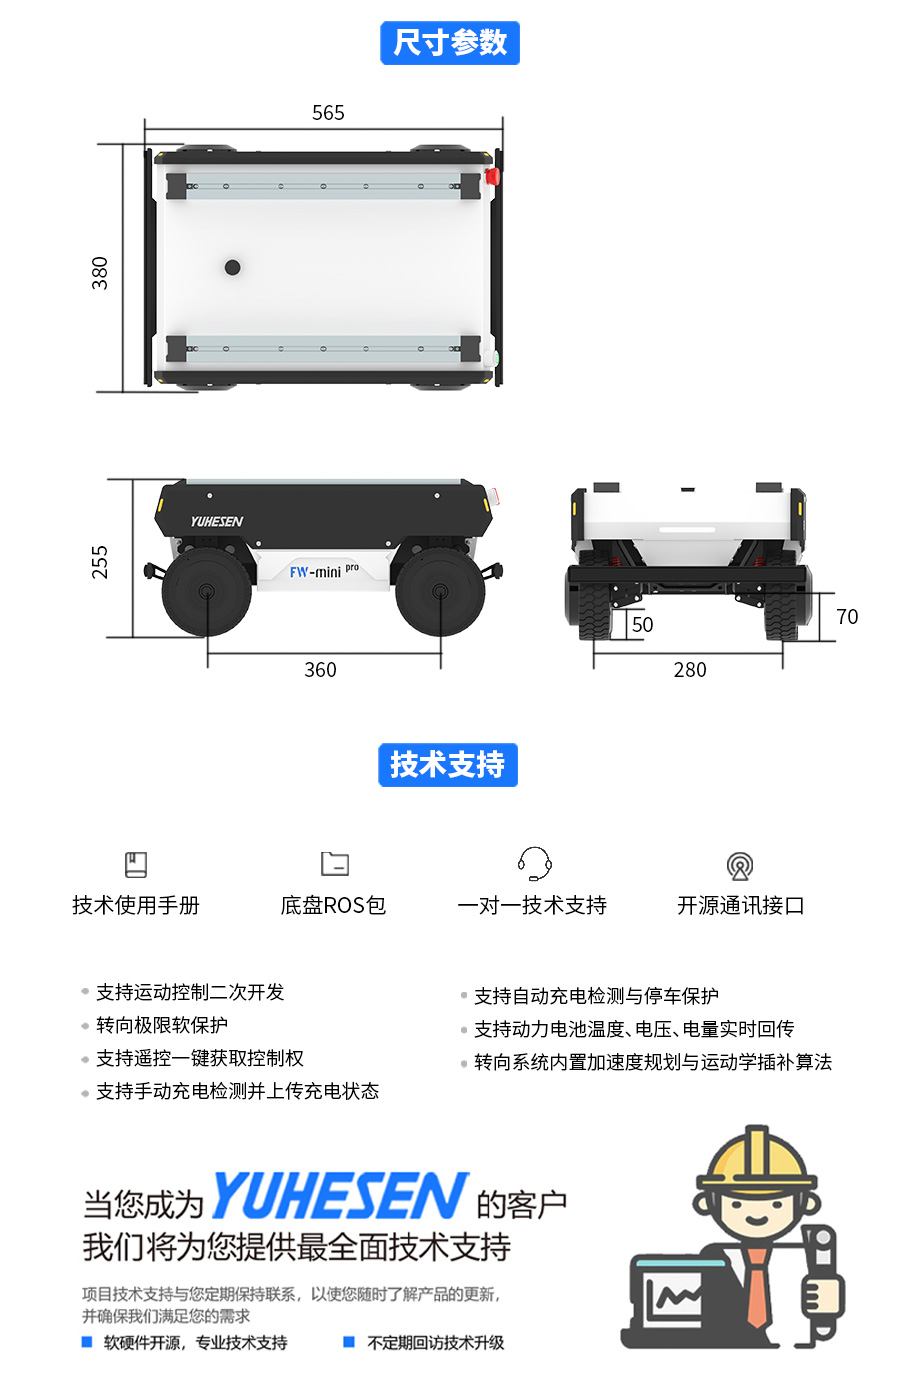 尺寸参数
565
380
255
YUHESEN
FW-mini pro
360
50
70
280
技术支持
技术使用手册
底盘ROS包
一对一技术支持
开源通讯接口
支持运动控制二次开发
转向极限软保护
支持遥控一键获取控制权
支持手动充电检测并上传充电状态
支持自动充电检测与停车保护
支持动力电池温度、电压、电量实时回传
转向系统内置加速度规划与运动学插补算法
当您成为 YUHESEN 的客户
我们将为您提供最全面技术支持
项目技术支持与您定期保持联系，以使您随时了解产品的更新，
并确保我们满足您的需求
软硬件开源，专业技术支持
不定期回访技术升级